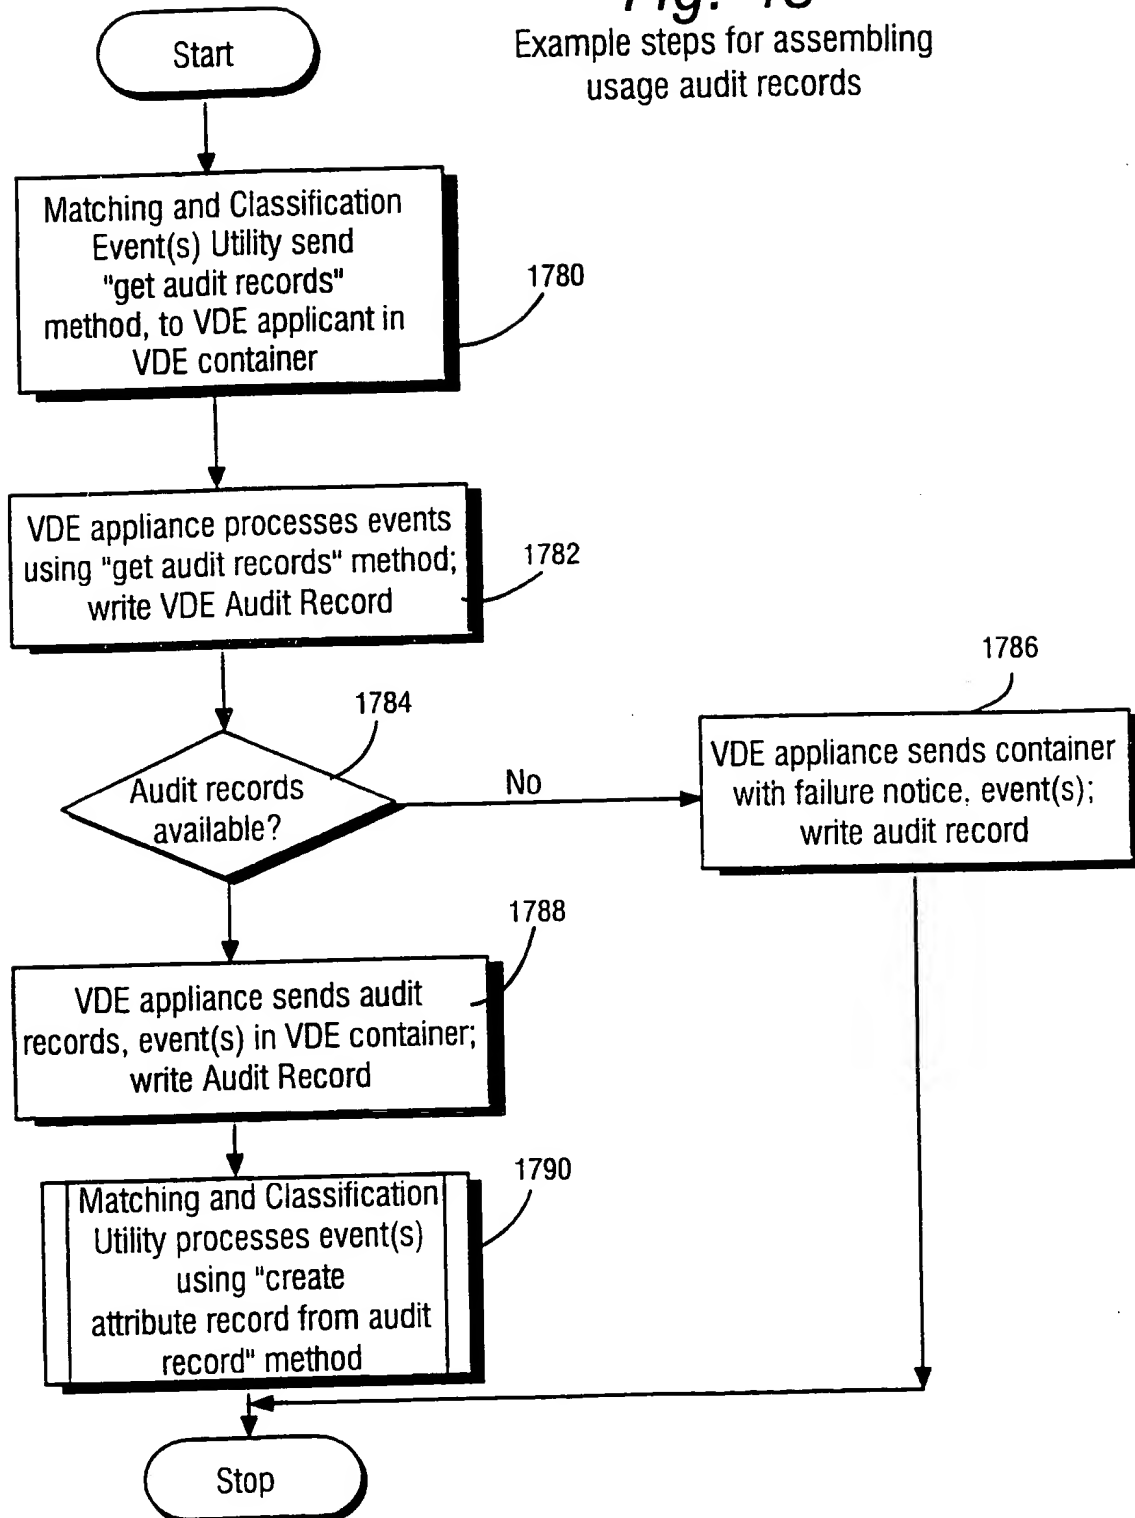 Start
Example steps for assembling
usage audit records
Matching and Classification
Event(s) Utility send
"get audit records"
method, to VDE applicant in
VDE container
1780
VDE appliance processes events
using "get audit records" method;
write VDE Audit Record
1782
1784
Audit records
available?
No
1786
VDE appliance sends container
with failure notice, event(s);
write audit record
1788
VDE appliance sends audit
records, event(s) in VDE container;
write Audit Record
1790
Matching and Classification
Utility processes event(s)
using "create
attribute record from audit
record" method
Stop